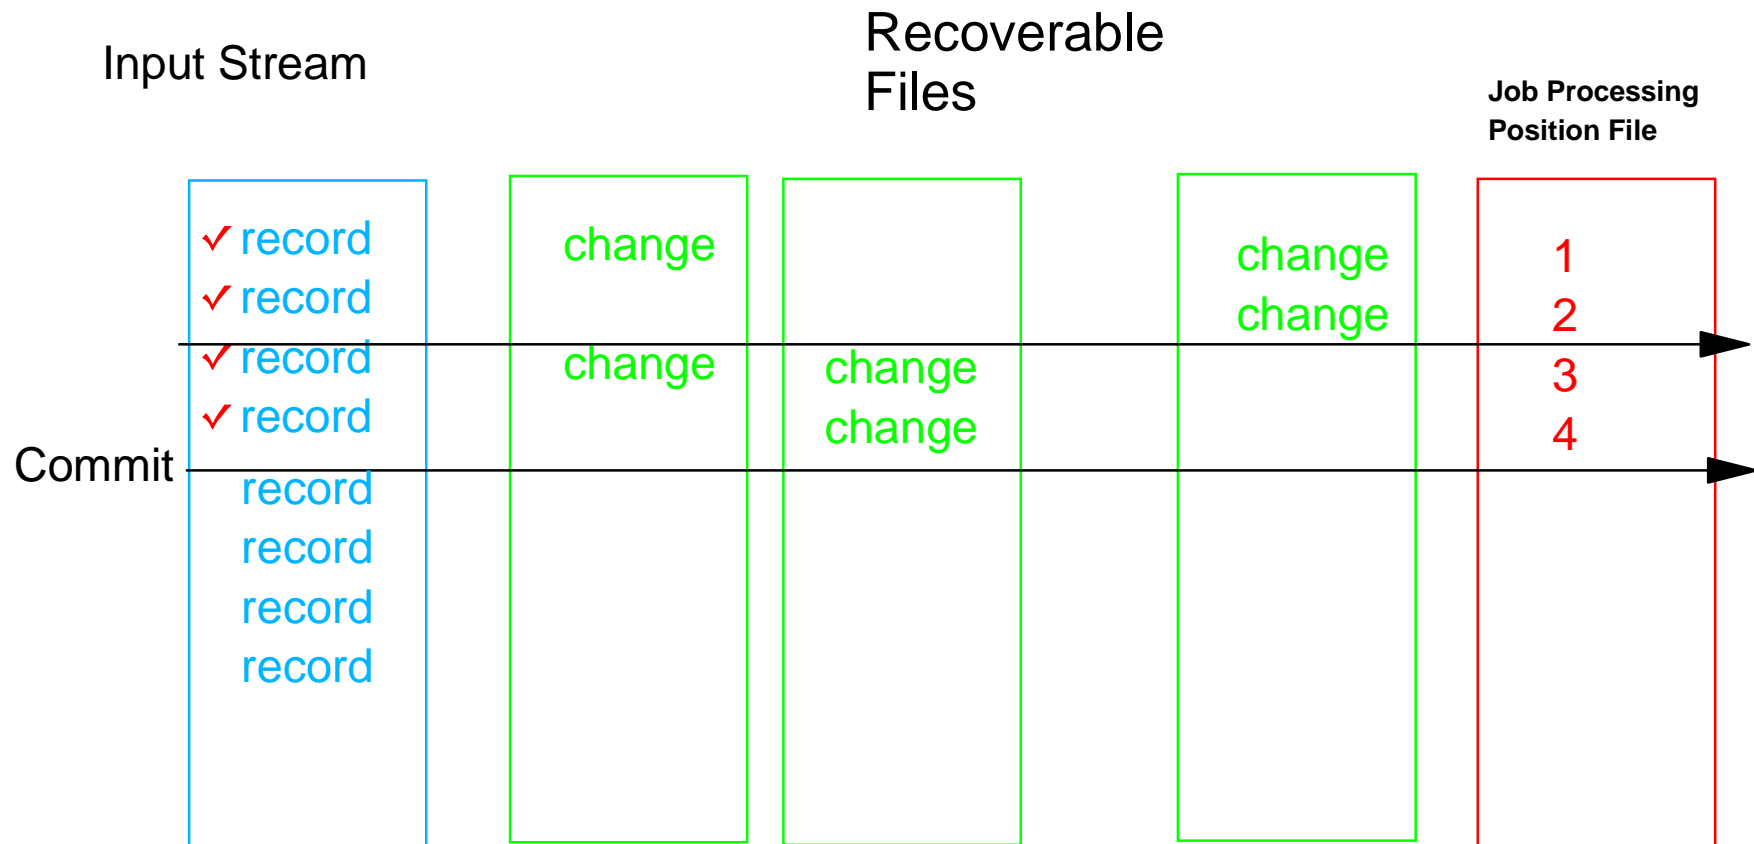 Input Stream
Recoverable
Files
Job Processing
Position File
✓ record change change 1
✓ record change 2
✓ record change change 3
✓ record change 4
Commit
record
record
record
record